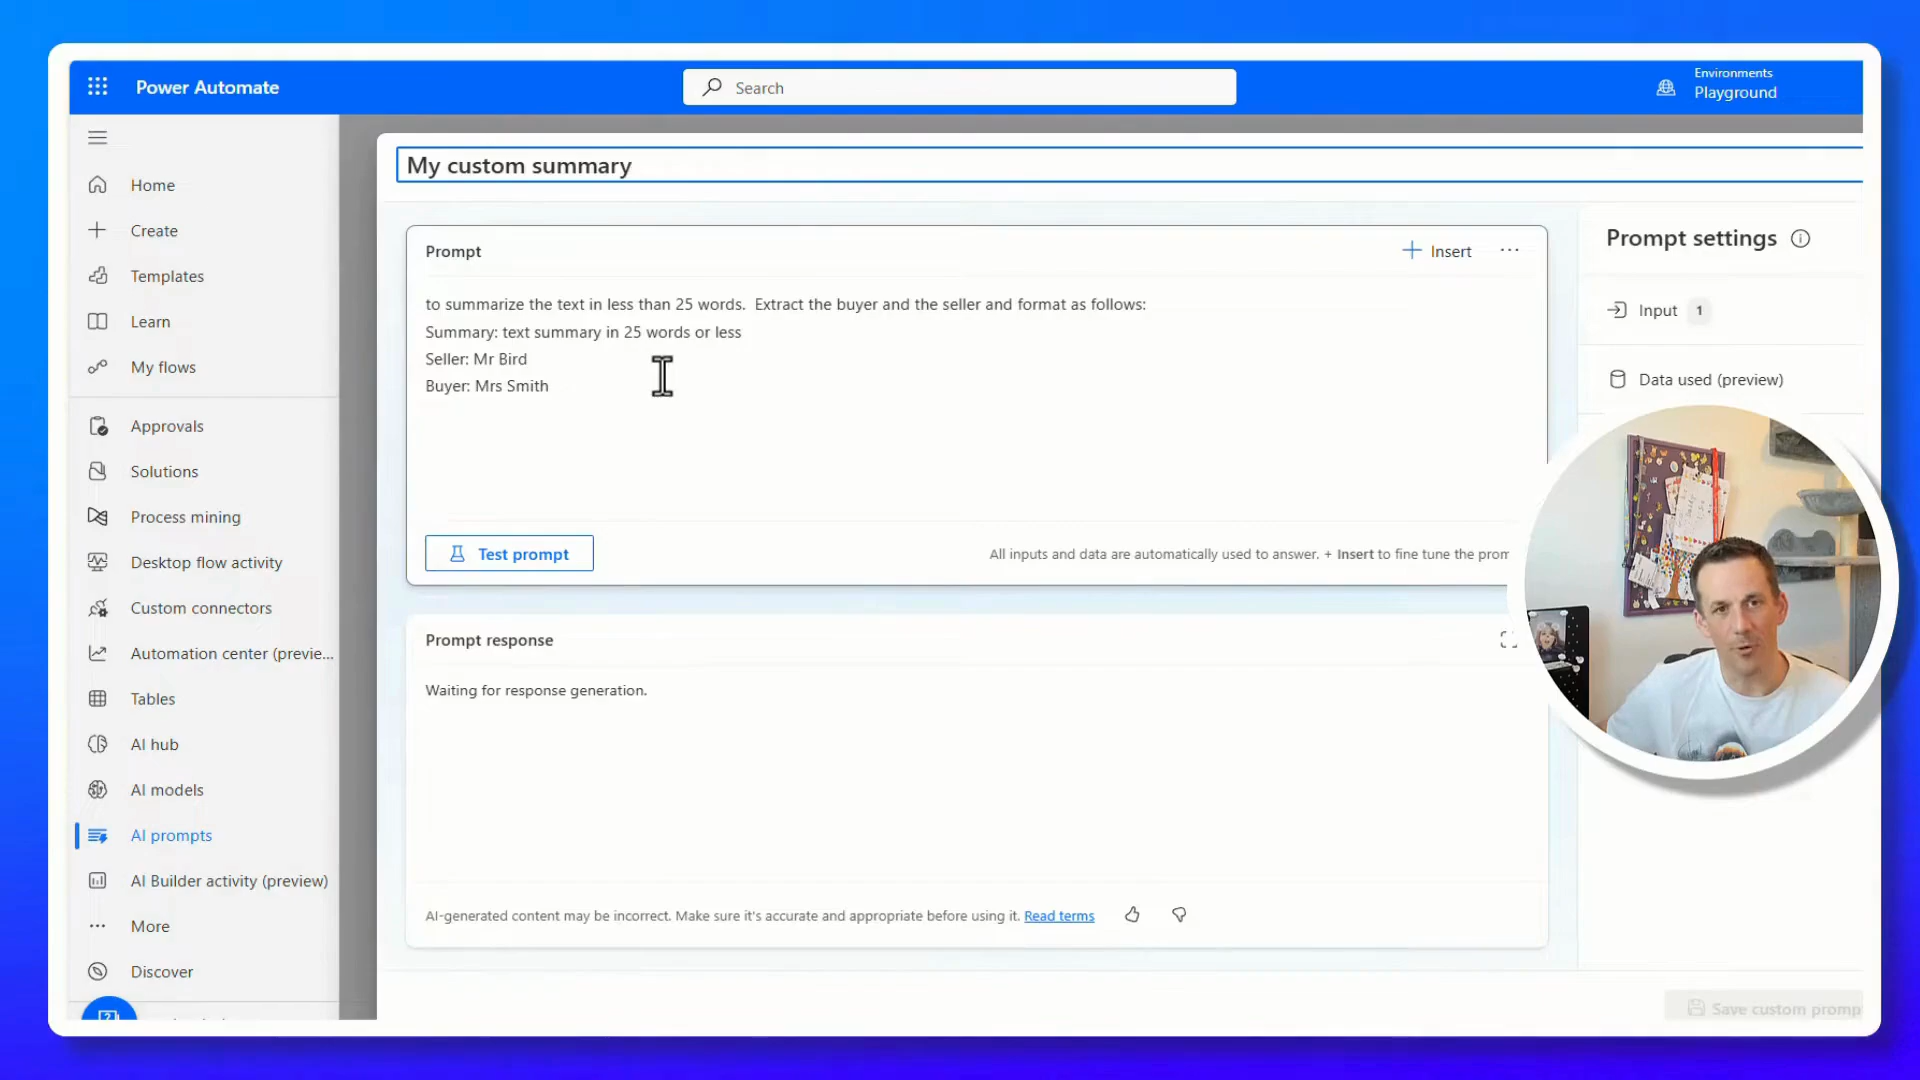 Power Automate
Search
Environments
Playground
Home
Create
Templates
Learn
My flows
Approvals
Solutions
Process mining
Desktop flow activity
Custom connectors
Automation center (previe...
Tables
AI hub
AI models
AI prompts
AI Builder activity (preview)
More
Discover
My custom summary
Prompt
Insert
to summarize the text in less than 25 words.  Extract the buyer and the seller and format as follows:
Summary: text summary in 25 words or less
Seller: Mr Bird
Buyer: Mrs Smith
Test prompt
All inputs and data are automatically used to answer. + Insert to fine tune the prom
Prompt response
Waiting for response generation.
AI-generated content may be incorrect. Make sure it's accurate and appropriate before using it. Read terms
Prompt settings
Input 1
Data used (preview)
Save custom promp